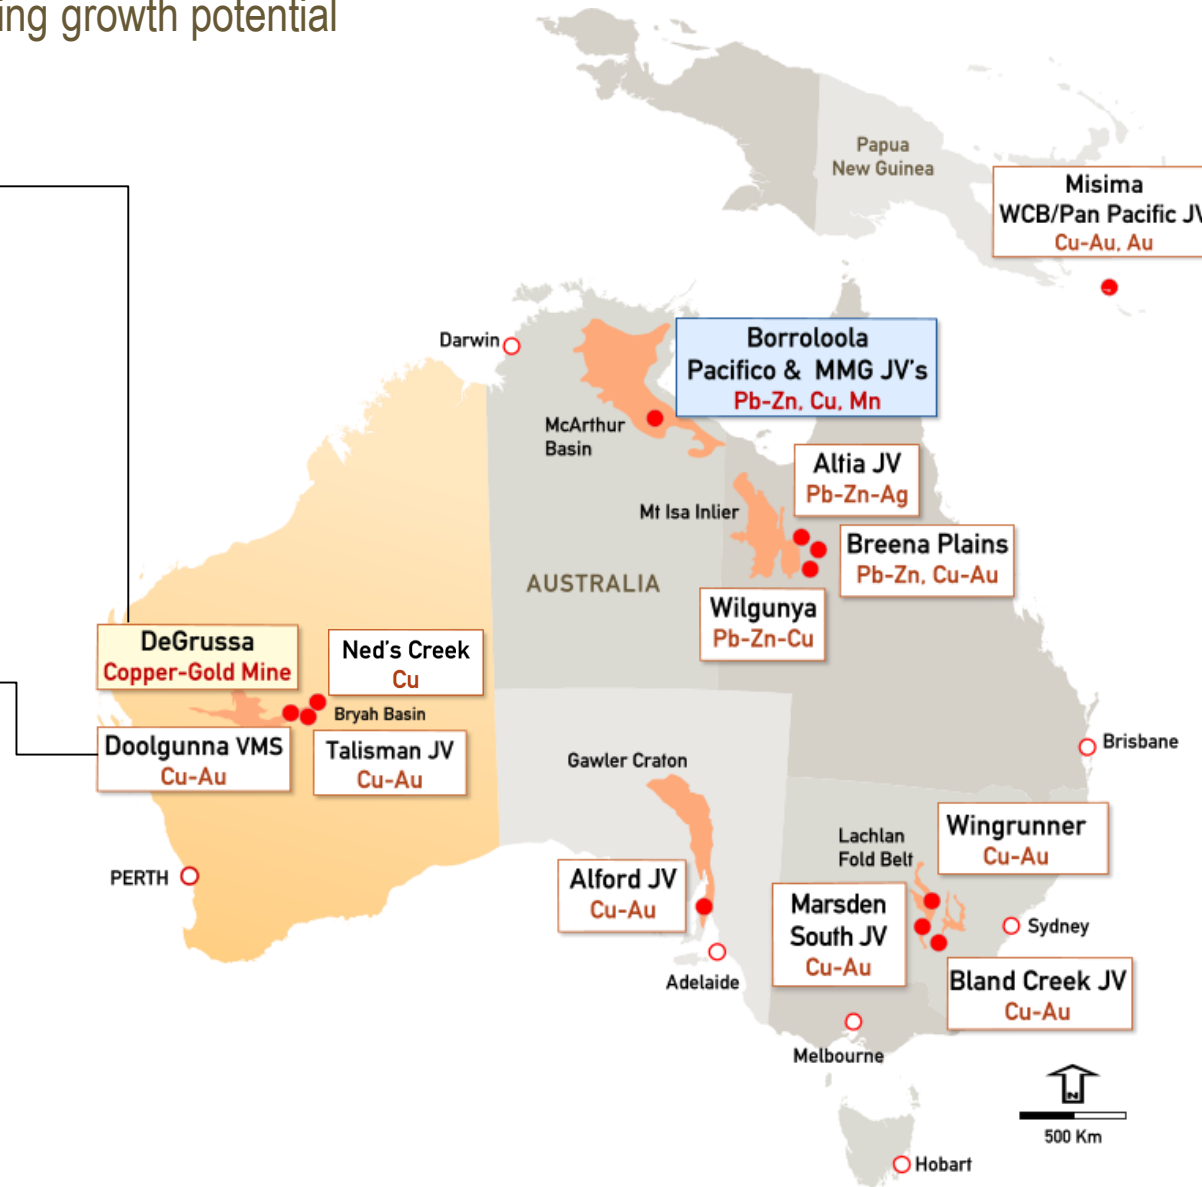 ing growth potential
Papua
New Guinea
Misima
WCB/Pan Pacific JV
Cu-Au, Au
Darwin
Borroloola
Pacifico & MMG JV's
Pb-Zn, Cu, Mn
McArthur
Basin
Altia JV
Pb-Zn-Ag
Mt Isa Inlier
Breena Plains
Pb-Zn, Cu-Au
AUSTRALIA
Wilgunya
Pb-Zn-Cu
DeGrussa
Copper-Gold Mine
Ned's Creek
Cu
Bryah Basin
Doolgunna VMS
Cu-Au
Talisman JV
Cu-Au
Brisbane
Gawler Craton
Wingrunner
Cu-Au
Lachlan
Fold Belt
PERTH
Alford JV
Cu-Au
Marsden
South JV
Cu-Au
Sydney
Adelaide
Bland Creek JV
Cu-Au
Melbourne
N
500 Km
Hobart